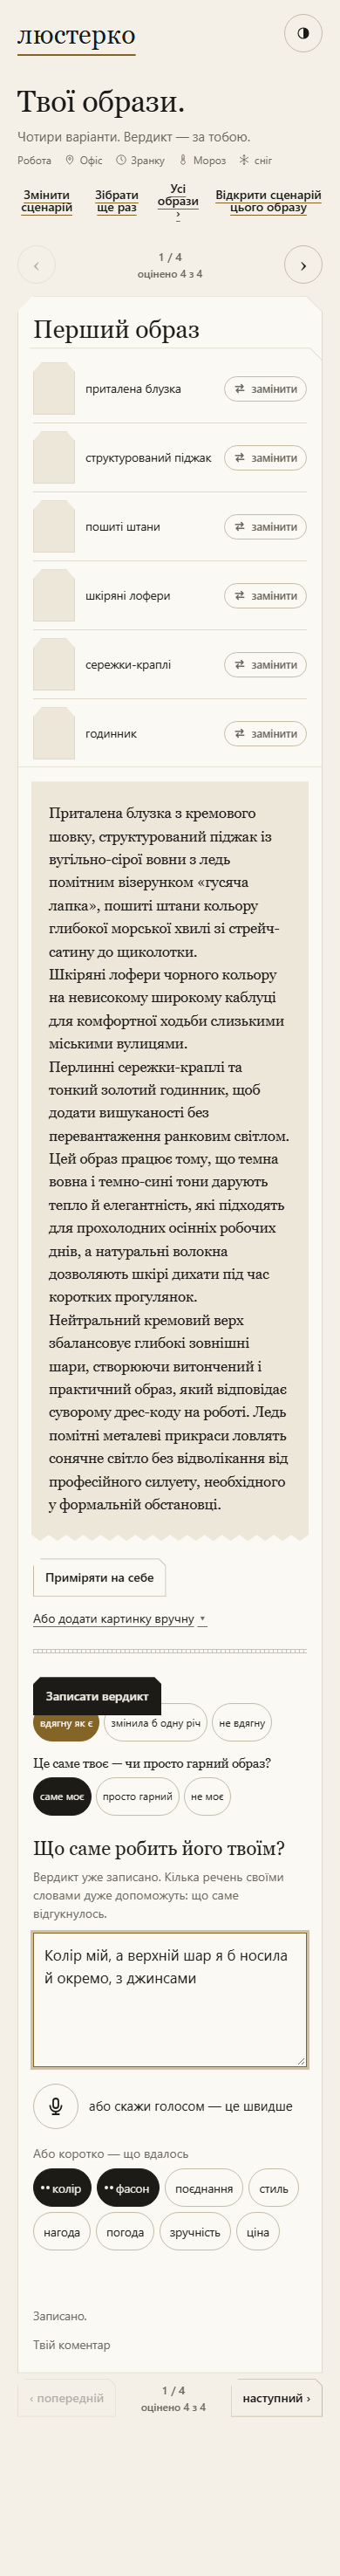 люстерко
Твої образи.
Чотири варіанти. Вердикт — за тобою.
Робота Офіс Зранку Мороз сніг
Змінити сценарій
Зібрати ще раз
Усі образи ›
Відкрити сценарій цього образу
‹ 1 / 4 ›
оцінено 4 з 4
Перший образ
приталена блузка замінити
структурований піджак замінити
пошиті штани замінити
шкіряні лофери замінити
сережки-краплі замінити
годинник замінити
Приталена блузка з кремового
шовку, структурований піджак із
вугільно-сірої вовни з ледь
помітним візерунком «гусяча
лапка», пошиті штани кольору
глибокої морської хвилі зі стрейч-
сатину до щиколотки.
Шкіряні лофери чорного кольору
на невисокому широкому каблуці
для комфортної ходьби слизькими
міськими вулицями.
Перлинні сережки-краплі та
тонкий золотий годинник, щоб
додати вишуканості без
перевантаження ранковим світлом.
Цей образ працює тому, що темна
вовна і темно-сині тони дарують
тепло й елегантність, які підходять
для прохолодних осінніх робочих
днів, а натуральні волокна
дозволяють шкірі дихати під час
коротких прогулянок.
Нейтральний кремовий верх
збалансовує глибокі зовнішні
шари, створюючи витончений і
практичний образ, який відповідає
суворому дрес-коду на роботі. Ледь
помітні металеві прикраси ловлять
сонячне світло без відволікання від
професійного силуету, необхідного
у формальній обстановці.
Приміряти на себе
Або додати картинку вручну
Записати вердикт
вдягну як є змінила б одну річ не вдягну
Це саме твоє — чи просто гарний образ?
саме моє просто гарний не моє
Що саме робить його твоїм?
Вердикт уже записано. Кілька речень своїми
словами дуже допоможуть: що саме
відгукнулось.
Колір мій, а верхній шар я б носила
й окремо, з джинсами
або скажи голосом — це швидше
Або коротко — що вдалось
колір фасон поєднання стиль
нагода погода зручність ціна
Записано.
Твій коментар
‹ попередній 1 / 4 наступний ›
оцінено 4 з 4